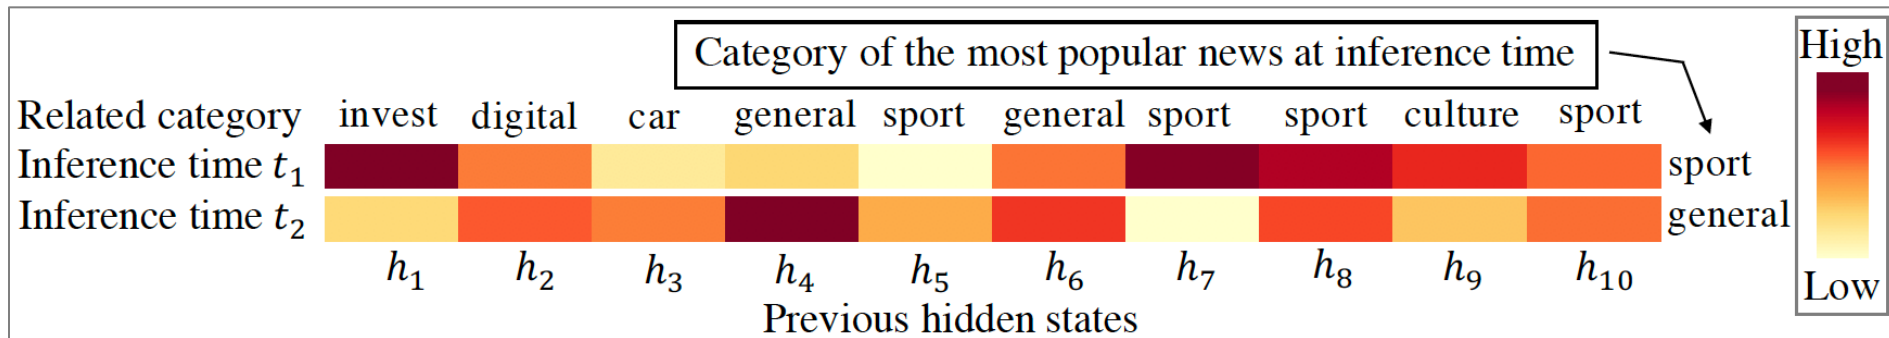 Category of the most popular news at inference time
High
Related category invest digital car general sport general sport sport culture sport
Inference time t₁ sport
Inference time t₂ general
h₁ h₂ h₃ h₄ h₅ h₆ h₇ h₈ h₉ h₁₀
Low
Previous hidden states